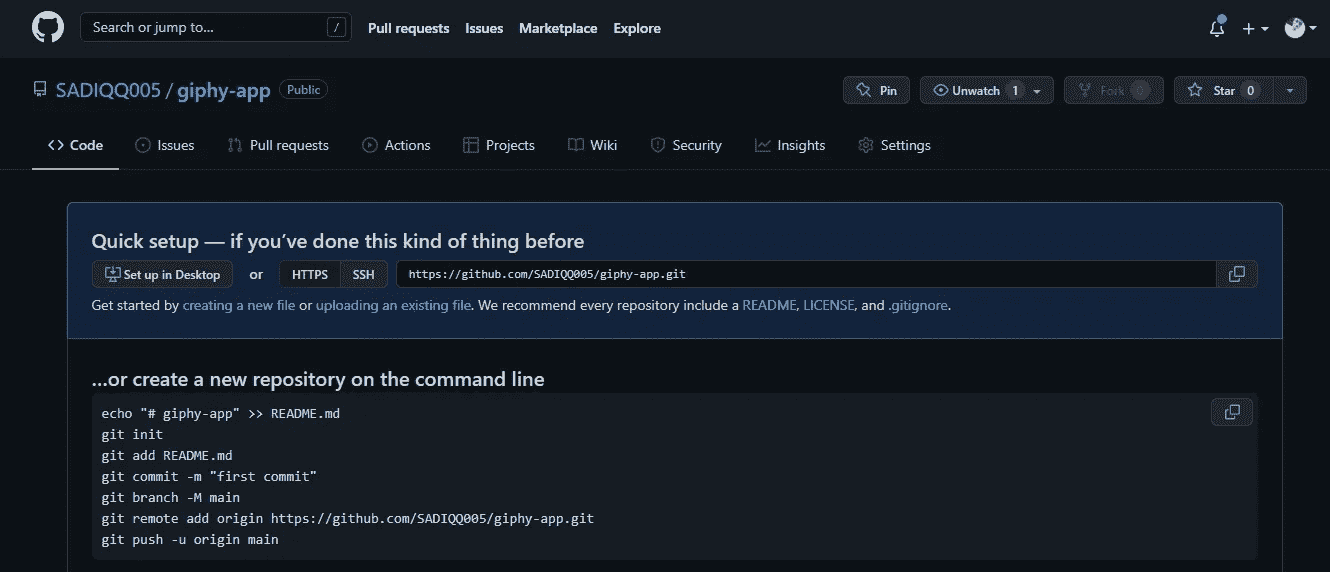 Search or jump to... /
Pull requests Issues Marketplace Explore
SADIQQ005 / giphy-app Public
Pin Unwatch 1 Fork 0 Star 0
Code Issues Pull requests Actions Projects Wiki Security Insights Settings
Quick setup — if you’ve done this kind of thing before
Set up in Desktop or HTTPS SSH https://github.com/SADIQQ005/giphy-app.git
Get started by creating a new file or uploading an existing file. We recommend every repository include a README, LICENSE, and .gitignore.
…or create a new repository on the command line
echo "# giphy-app" >> README.md
git init
git add README.md
git commit -m "first commit"
git branch -M main
git remote add origin https://github.com/SADIQQ005/giphy-app.git
git push -u origin main